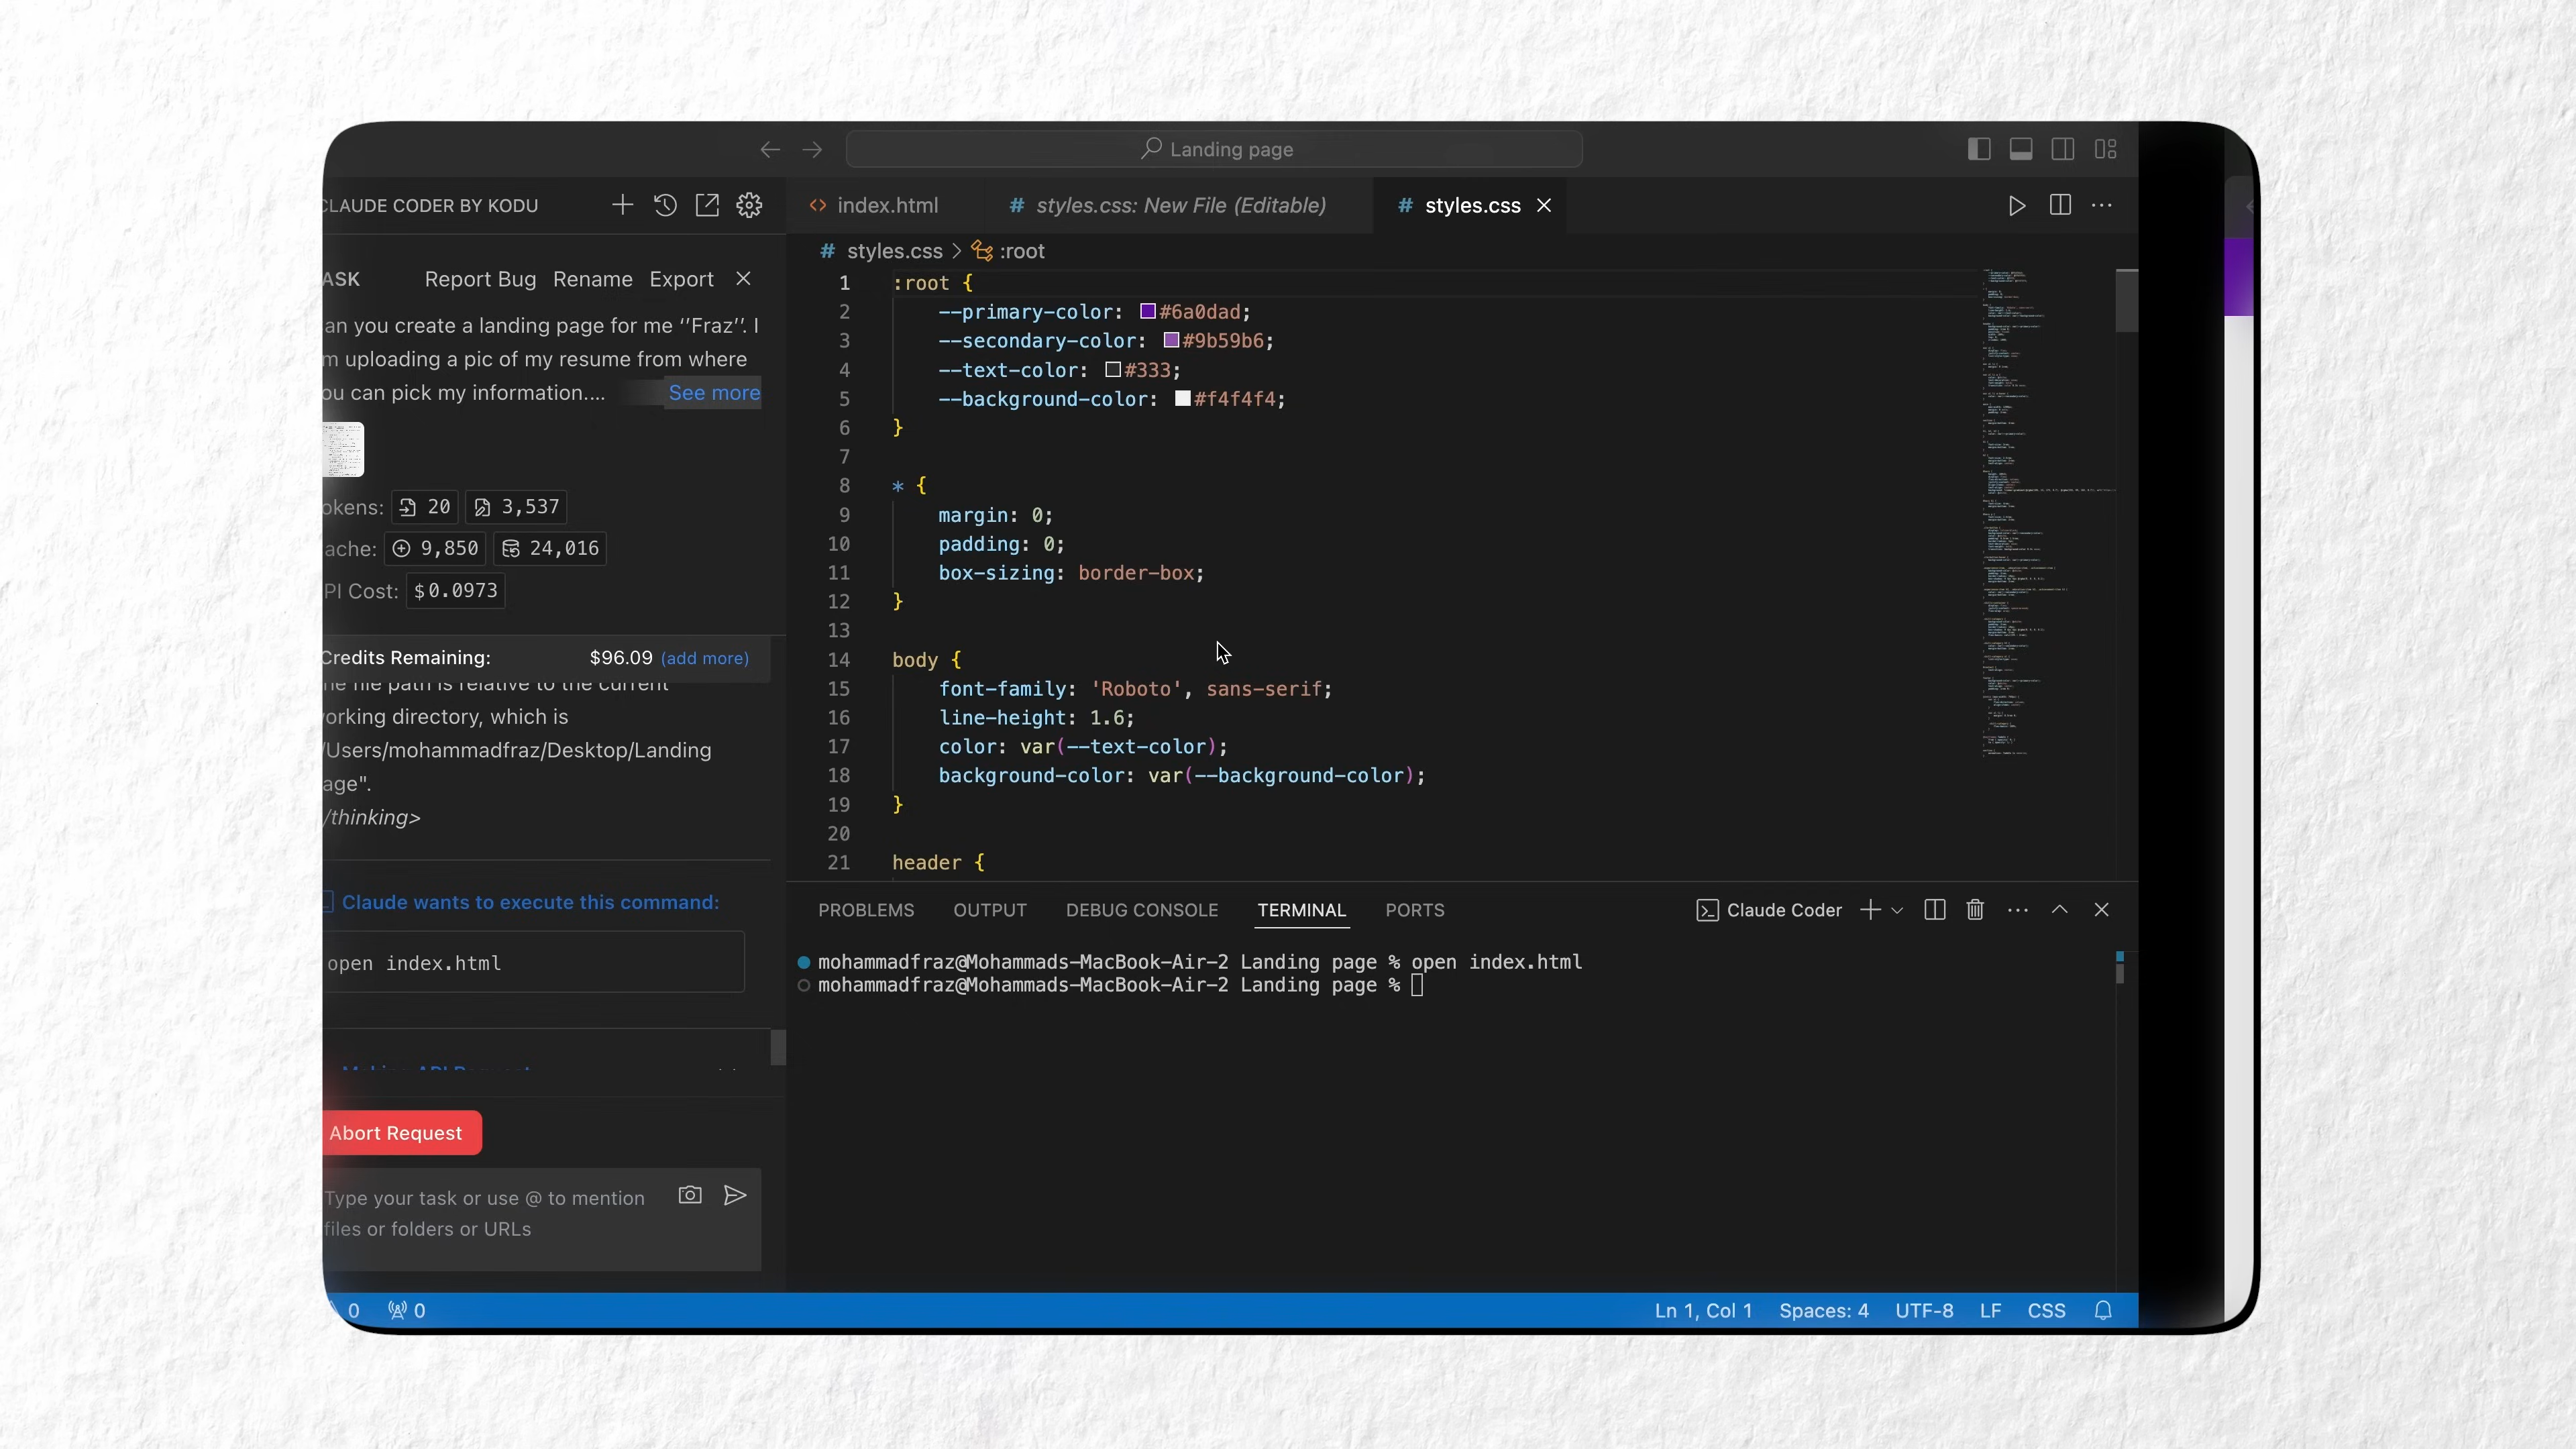 Landing page
CLAUDE CODER BY KODU
Report Bug Rename Export
an you create a landing page for me ‘’Fraz’’. I
m uploading a pic of my resume from where
ou can pick my information.... See more
okens: 20 3,537
ache: 9,850 24,016
PI Cost: $0.0973
Credits Remaining: $96.09 (add more)
he file path is relative to the current
orking directory, which is
/Users/mohammadfraz/Desktop/Landing
age".
/thinking>
Claude wants to execute this command:
open index.html
Making API Request
Abort Request
Type your task or use @ to mention
files or folders or URLs
index.html # styles.css: New File (Editable) # styles.css
# styles.css > :root
1 :root {
2 --primary-color: #6a0dad;
3 --secondary-color: #9b59b6;
4 --text-color: #333;
5 --background-color: #f4f4f4;
6 }
7
8 * {
9 margin: 0;
10 padding: 0;
11 box-sizing: border-box;
12 }
13
14 body {
15 font-family: 'Roboto', sans-serif;
16 line-height: 1.6;
17 color: var(--text-color);
18 background-color: var(--background-color);
19 }
20
21 header {
PROBLEMS OUTPUT DEBUG CONSOLE TERMINAL PORTS Claude Coder
mohammadfraz@Mohammads-MacBook-Air-2 Landing page % open index.html
mohammadfraz@Mohammads-MacBook-Air-2 Landing page %
0 0 Ln 1, Col 1 Spaces: 4 UTF-8 LF CSS